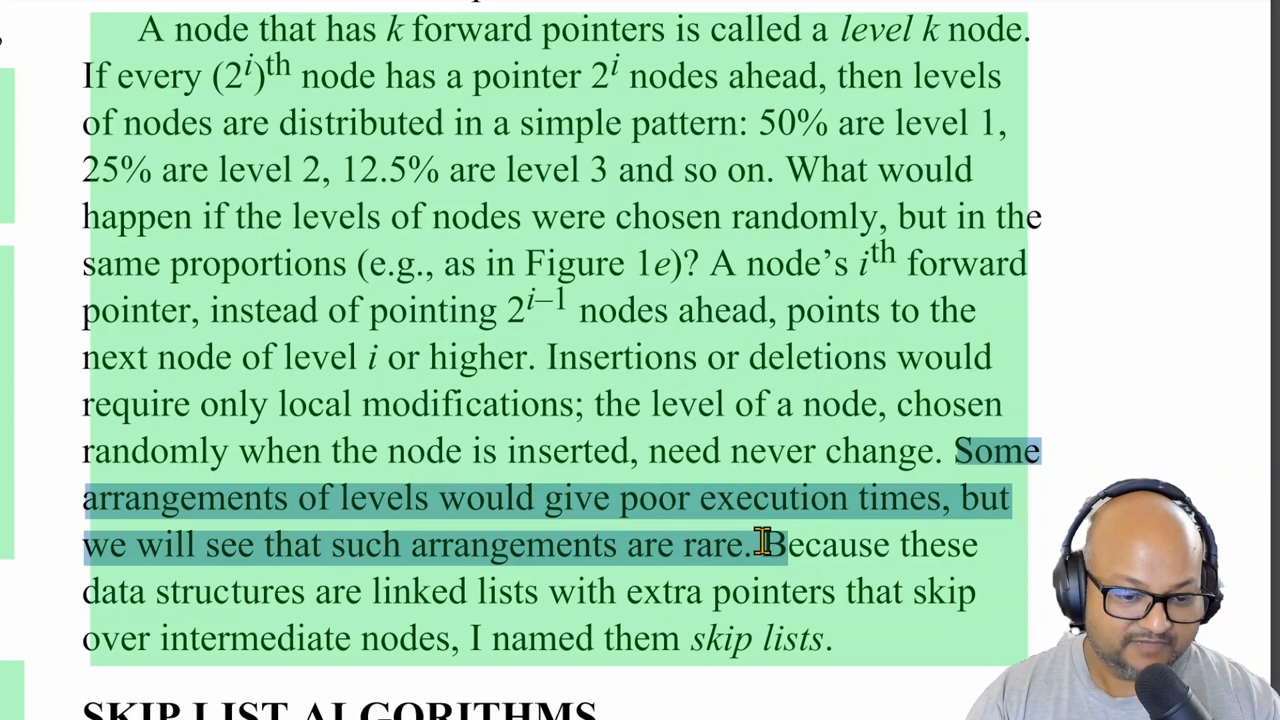 A node that has k forward pointers is called a level k node.
If every (2^i)^th node has a pointer 2^i nodes ahead, then levels
of nodes are distributed in a simple pattern: 50% are level 1,
25% are level 2, 12.5% are level 3 and so on. What would
happen if the levels of nodes were chosen randomly, but in the
same proportions (e.g., as in Figure 1e)? A node’s i^th forward
pointer, instead of pointing 2^i–1 nodes ahead, points to the
next node of level i or higher. Insertions or deletions would
require only local modifications; the level of a node, chosen
randomly when the node is inserted, need never change. Some
arrangements of levels would give poor execution times, but
we will see that such arrangements are rare. Because these
data structures are linked lists with extra pointers that skip
over intermediate nodes, I named them skip lists.
SKIP LIST ALGORITHMS